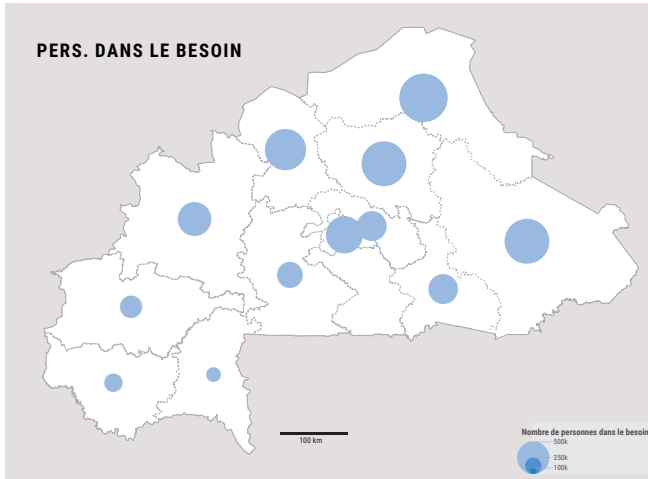 PERS. DANS LE BESOIN
100 km
Nombre de personnes dans le besoin
500k
250k
100k